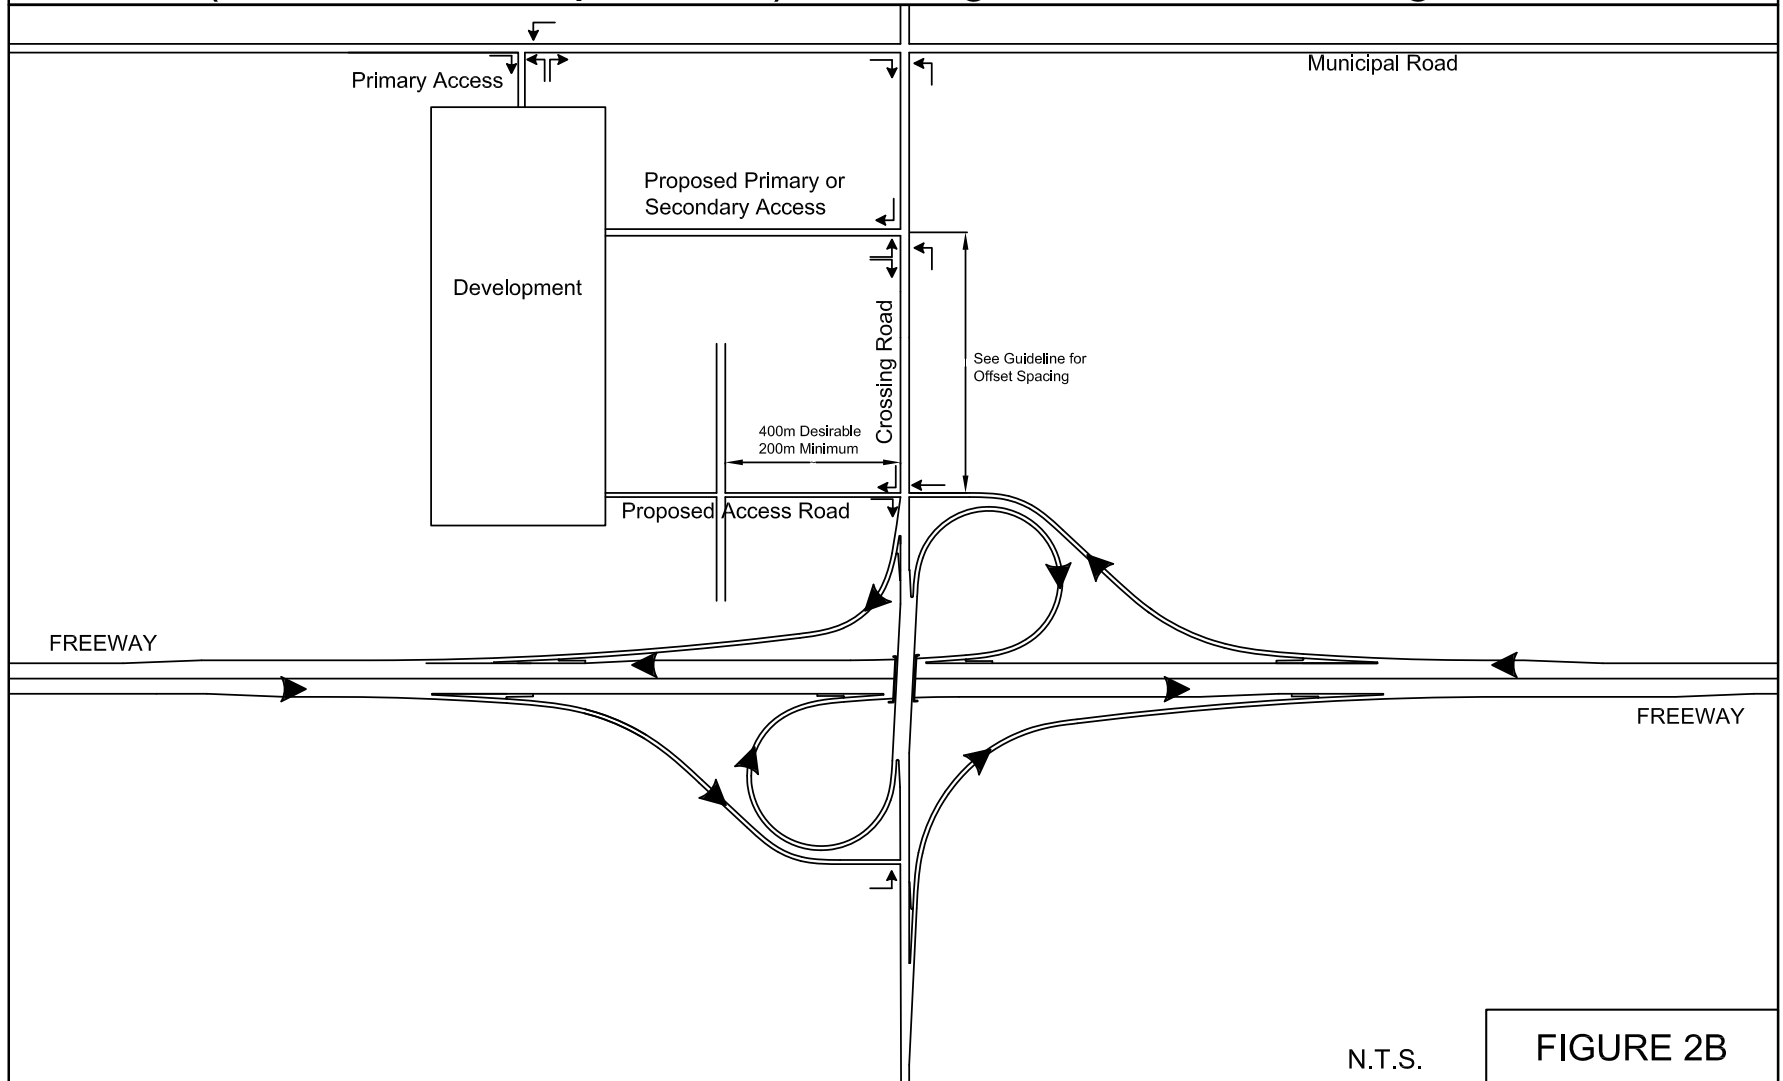 Municipal Road
Primary Access
Proposed Primary or
Secondary Access
Development
Crossing Road
See Guideline for
Offset Spacing
400m Desirable
200m Minimum
Proposed Access Road
FREEWAY
FREEWAY
N.T.S.
FIGURE 2B